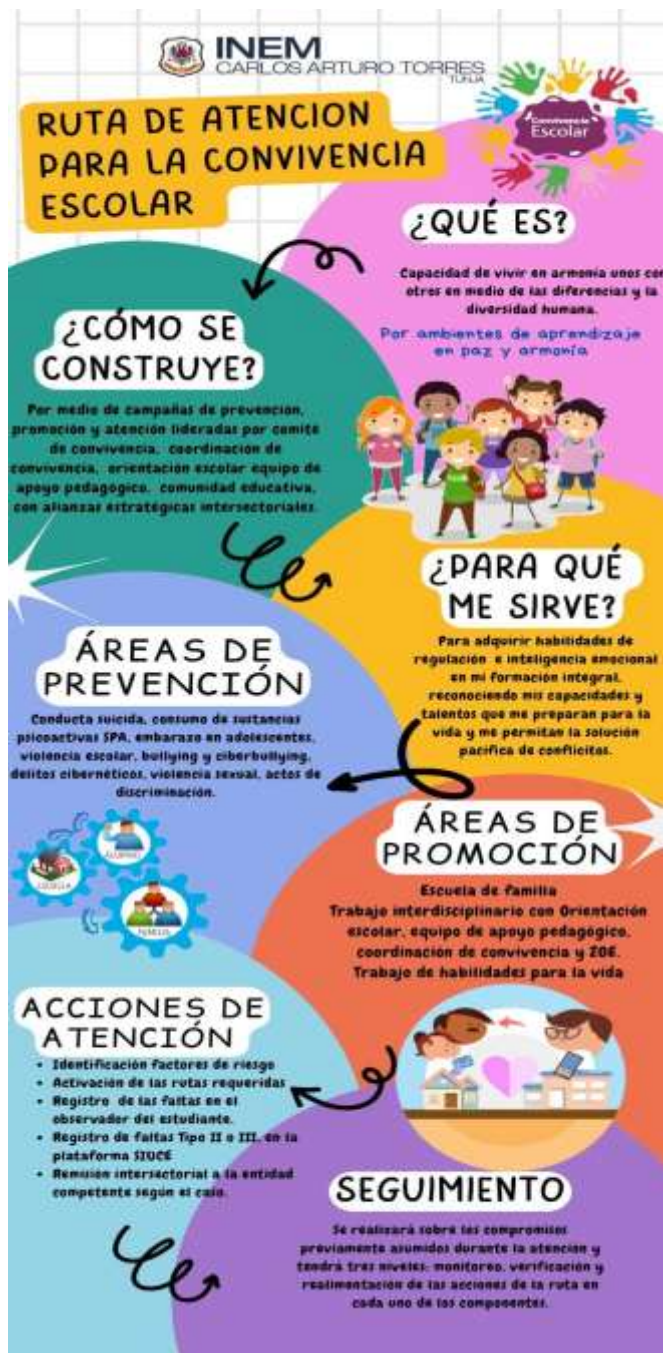 INEM
CARLOS ARTURO TORRES
TUNJA
Convivencia
Escolar
RUTA DE ATENCION
PARA LA CONVIVENCIA
ESCOLAR
¿QUÉ ES?
Capacidad de vivir en armonía unos con
otros en medio de las diferencias y la
diversidad humana.
Por ambientes de aprendizaje
en paz y armonía
¿CÓMO SE
CONSTRUYE?
Por medio de campañas de prevención,
promoción y atención lideradas por comité
de convivencia, coordinación de
convivencia, orientación escolar equipo de
apoyo pedagógico, comunidad educativa,
con alianzas estratégicas intersectoriales.
¿PARA QUÉ
ME SIRVE?
Para adquirir habilidades de
regulación e inteligencia emocional
en mi formación integral,
reconociendo mis capacidades y
talentos que me preparan para la
vida y me permitan la solución
pacífica de conflictos.
ÁREAS DE
PREVENCIÓN
Conducta suicida, consumo de sustancias
psicoactivas SPA, embarazo en adolescentes,
violencia escolar, bullying y ciberbullying,
delitos cibernéticos, violencia sexual, actos de
discriminación.
ALUMNO
ESCUELA
FAMILIA
ÁREAS DE
PROMOCIÓN
Escuela de familia
Trabajo interdisciplinario con Orientación
escolar, equipo de apoyo pedagógico,
coordinación de convivencia y ZOE.
Trabajo de habilidades para la vida
ACCIONES DE
ATENCIÓN
• Identificación factores de riesgo
• Activación de las rutas requeridas
• Registro de las faltas en el
observador del estudiante.
• Registro de faltas Tipo II o III, en la
plataforma SIUCE
• Remisión intersectorial a la entidad
competente según el caso.
SEGUIMIENTO
Se realizará sobre los compromisos
previamente asumidos durante la atención y
tendrá tres niveles: monitoreo, verificación y
realimentación de las acciones de la ruta en
cada uno de los componentes.